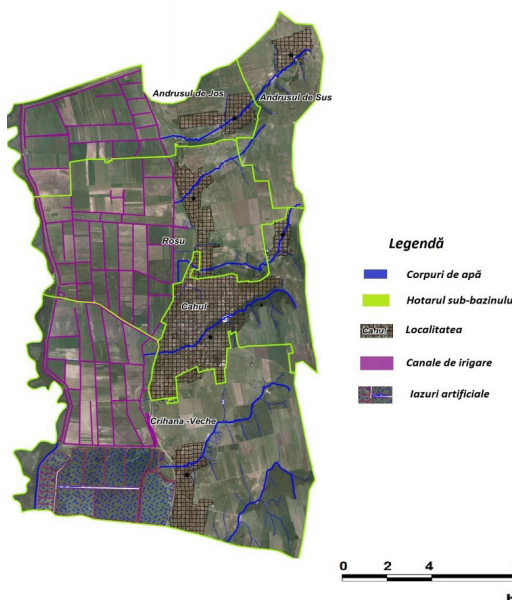 Andrusul de Jos
Andrusul de Sus
Rosu
Cahul
Crihana -Veche
Legendă
Corpuri de apă
Hotarul sub-bazinulu
Cahul
Localitatea
Canale de irigare
Iazuri artificiale
0 2 4